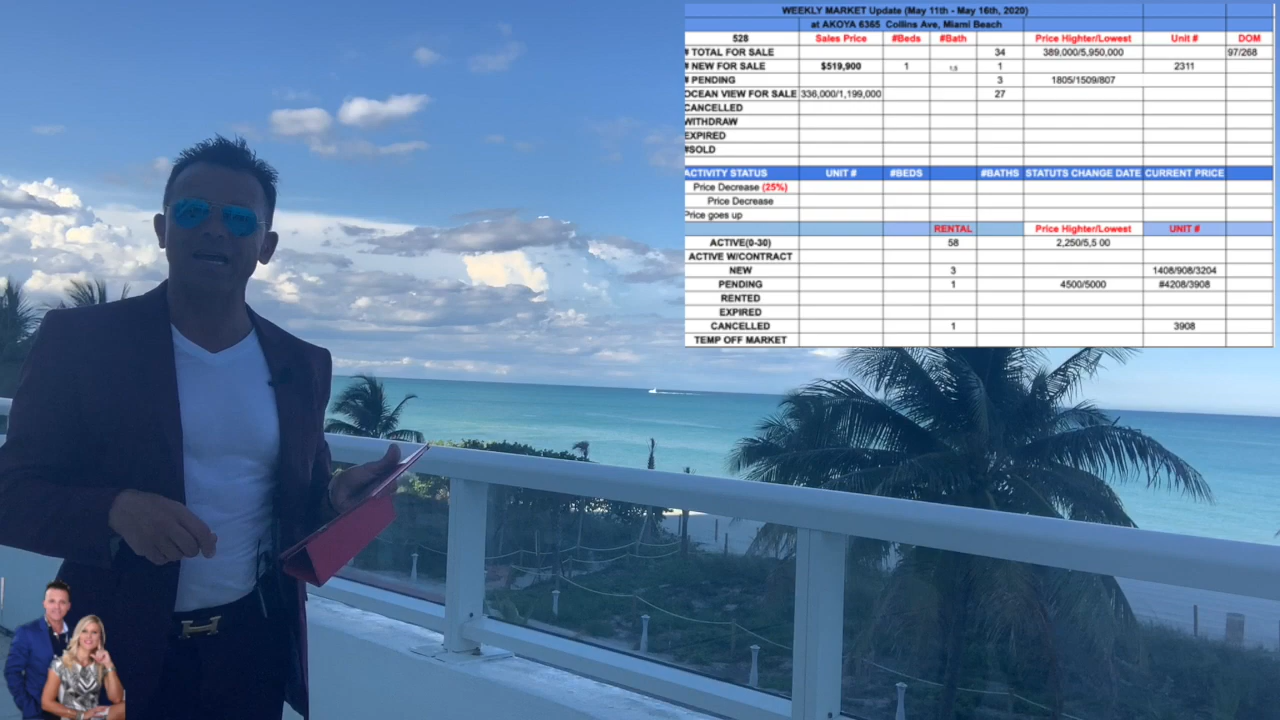 WEEKLY MARKET Update (May 11th - May 16th, 2020)
at AKOYA 6365 Collins Ave, Miami Beach
528 Sales Price #Beds #Bath Price Highter/Lowest Unit # DOM
# TOTAL FOR SALE 34 389,000/5,950,000 97/268
# NEW FOR SALE $519,900 1 1,5 1 2311
# PENDING 3 1805/1509/807
OCEAN VIEW FOR SALE 336,000/1,199,000 27
CANCELLED
WITHDRAW
EXPIRED
#SOLD
ACTIVITY STATUS UNIT # #BEDS #BATHS STATUTS CHANGE DATE CURRENT PRICE
Price Decrease (25%)
Price Decrease
Price goes up
RENTAL Price Highter/Lowest UNIT #
ACTIVE(0-30) 58 2,250/5,5 00
ACTIVE W/CONTRACT
NEW 3 1408/908/3204
PENDING 1 4500/5000 #4208/3908
RENTED
EXPIRED
CANCELLED 1 3908
TEMP OFF MARKET